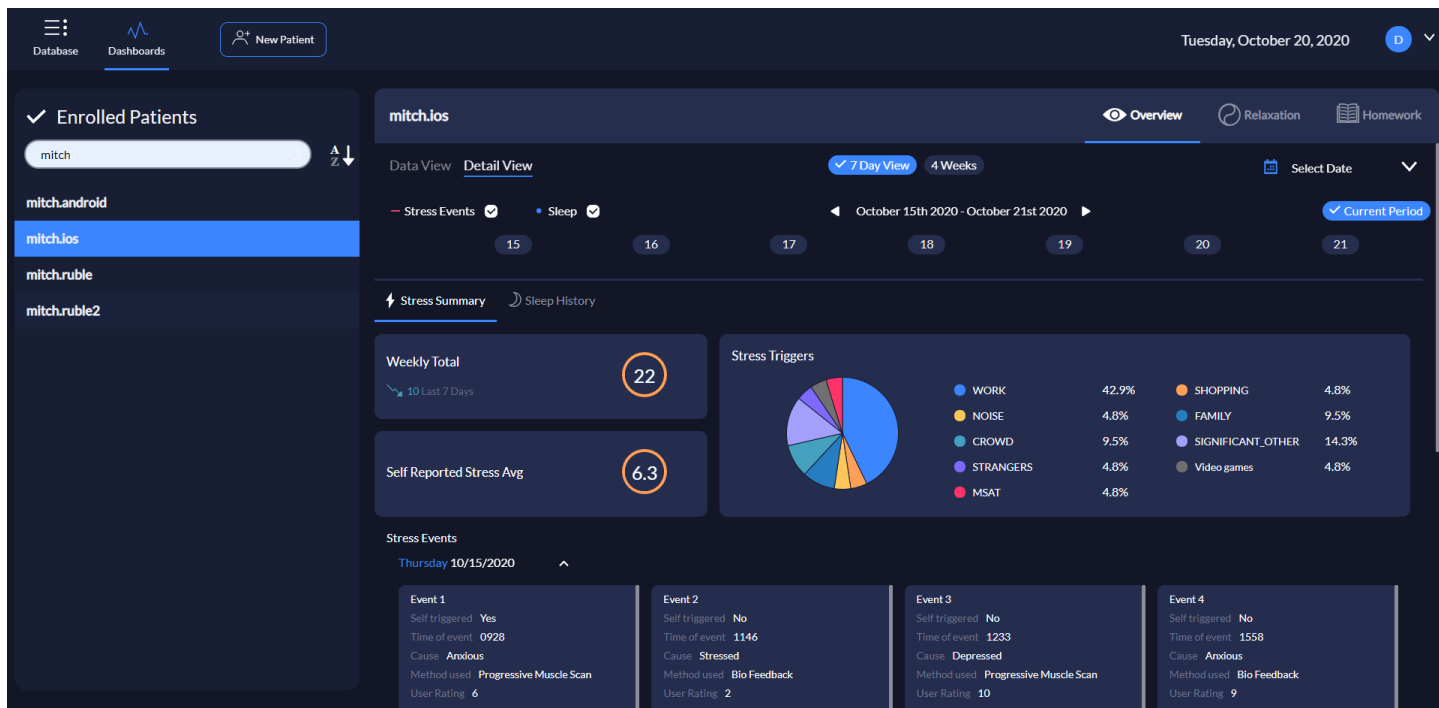 Database
Dashboards
New Patient
Tuesday, October 20, 2020
D
Enrolled Patients
mitch
A
Z
mitch.android
mitch.ios
mitch.ruble
mitch.ruble2
mitch.ios
Overview
Relaxation
Homework
Data View Detail View
7 Day View
4 Weeks
Select Date
Stress Events
Sleep
October 15th 2020 - October 21st 2020
Current Period
15 16 17 18 19 20 21
Stress Summary
Sleep History
Weekly Total
22
10 Last 7 Days
Self Reported Stress Avg
6.3
Stress Triggers
WORK 42.9%
NOISE 4.8%
CROWD 9.5%
STRANGERS 4.8%
MSAT 4.8%
SHOPPING 4.8%
FAMILY 9.5%
SIGNIFICANT_OTHER 14.3%
Video games 4.8%
Stress Events
Thursday 10/15/2020
Event 1
Self triggered Yes
Time of event 0928
Cause Anxious
Method used Progressive Muscle Scan
User Rating 6
Event 2
Self triggered No
Time of event 1146
Cause Stressed
Method used Bio Feedback
User Rating 2
Event 3
Self triggered No
Time of event 1233
Cause Depressed
Method used Progressive Muscle Scan
User Rating 10
Event 4
Self triggered No
Time of event 1558
Cause Anxious
Method used Bio Feedback
User Rating 9